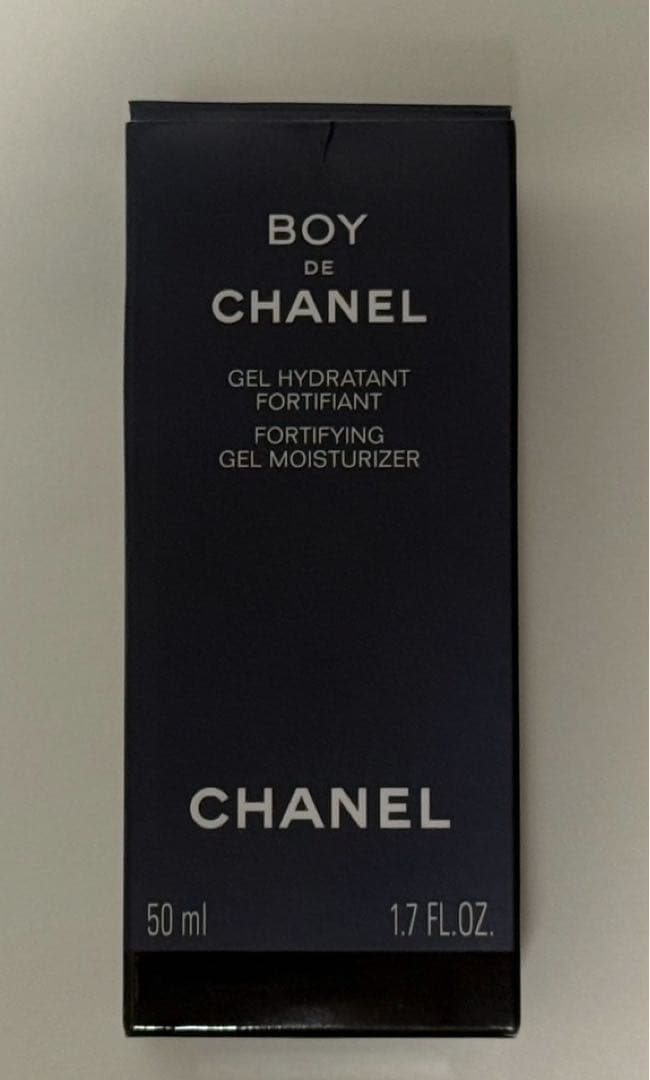 BOY
DE
CHANEL
GEL HYDRATANT
FORTIFIANT
FORTIFYING
GEL MOISTURIZER
CHANEL
50 ml 1.7 FL.OZ.